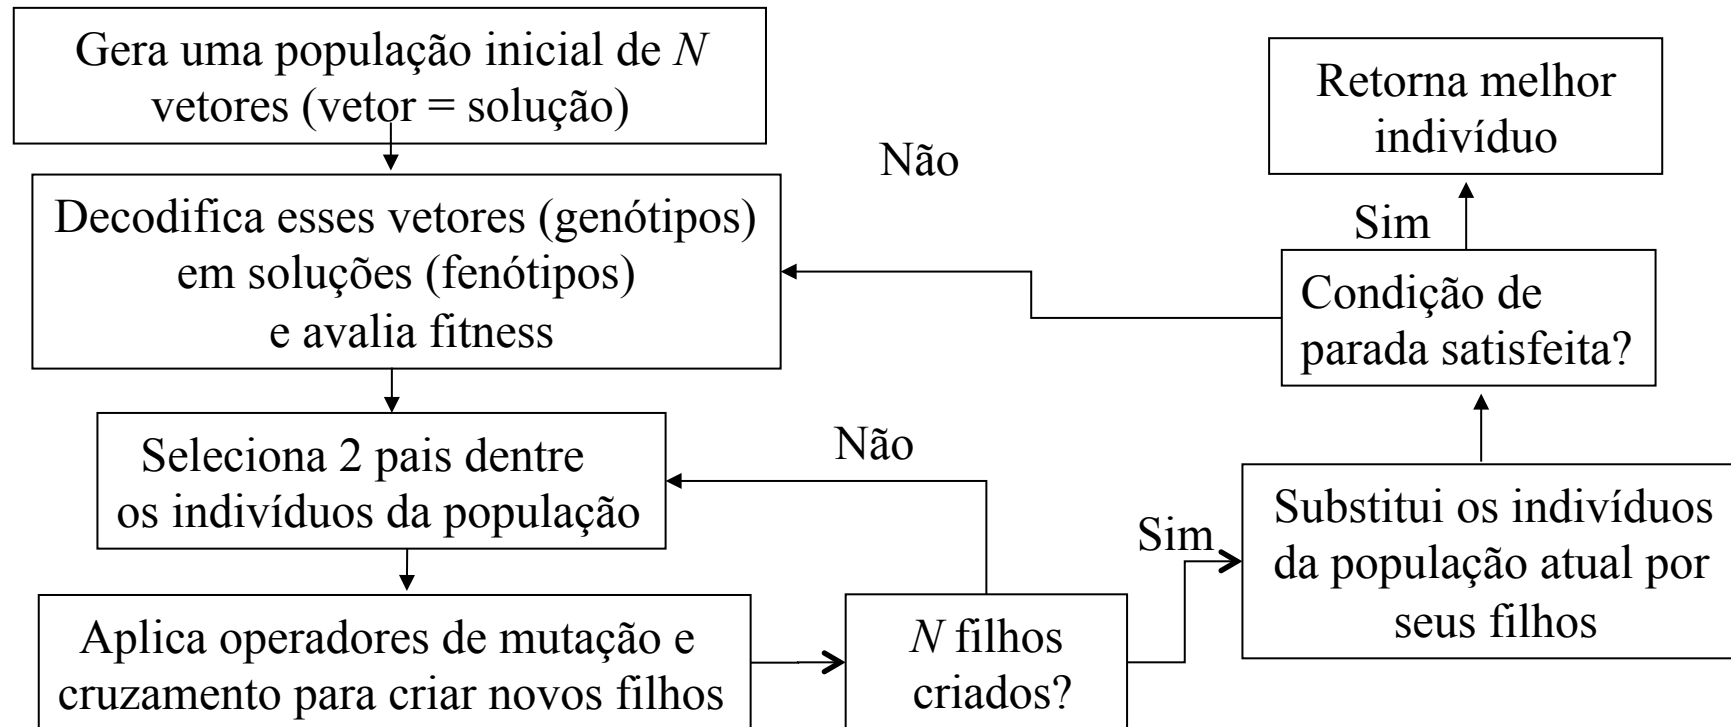 Gera uma população inicial de N
vetores (vetor = solução)
Decodifica esses vetores (genótipos)
em soluções (fenótipos)
e avalia fitness
Seleciona 2 pais dentre
os indivíduos da população
Aplica operadores de mutação e
cruzamento para criar novos filhos
N filhos
criados?
Não
Sim
Substitui os indivíduos
da população atual por
seus filhos
Condição de
parada satisfeita?
Não
Sim
Retorna melhor
indivíduo